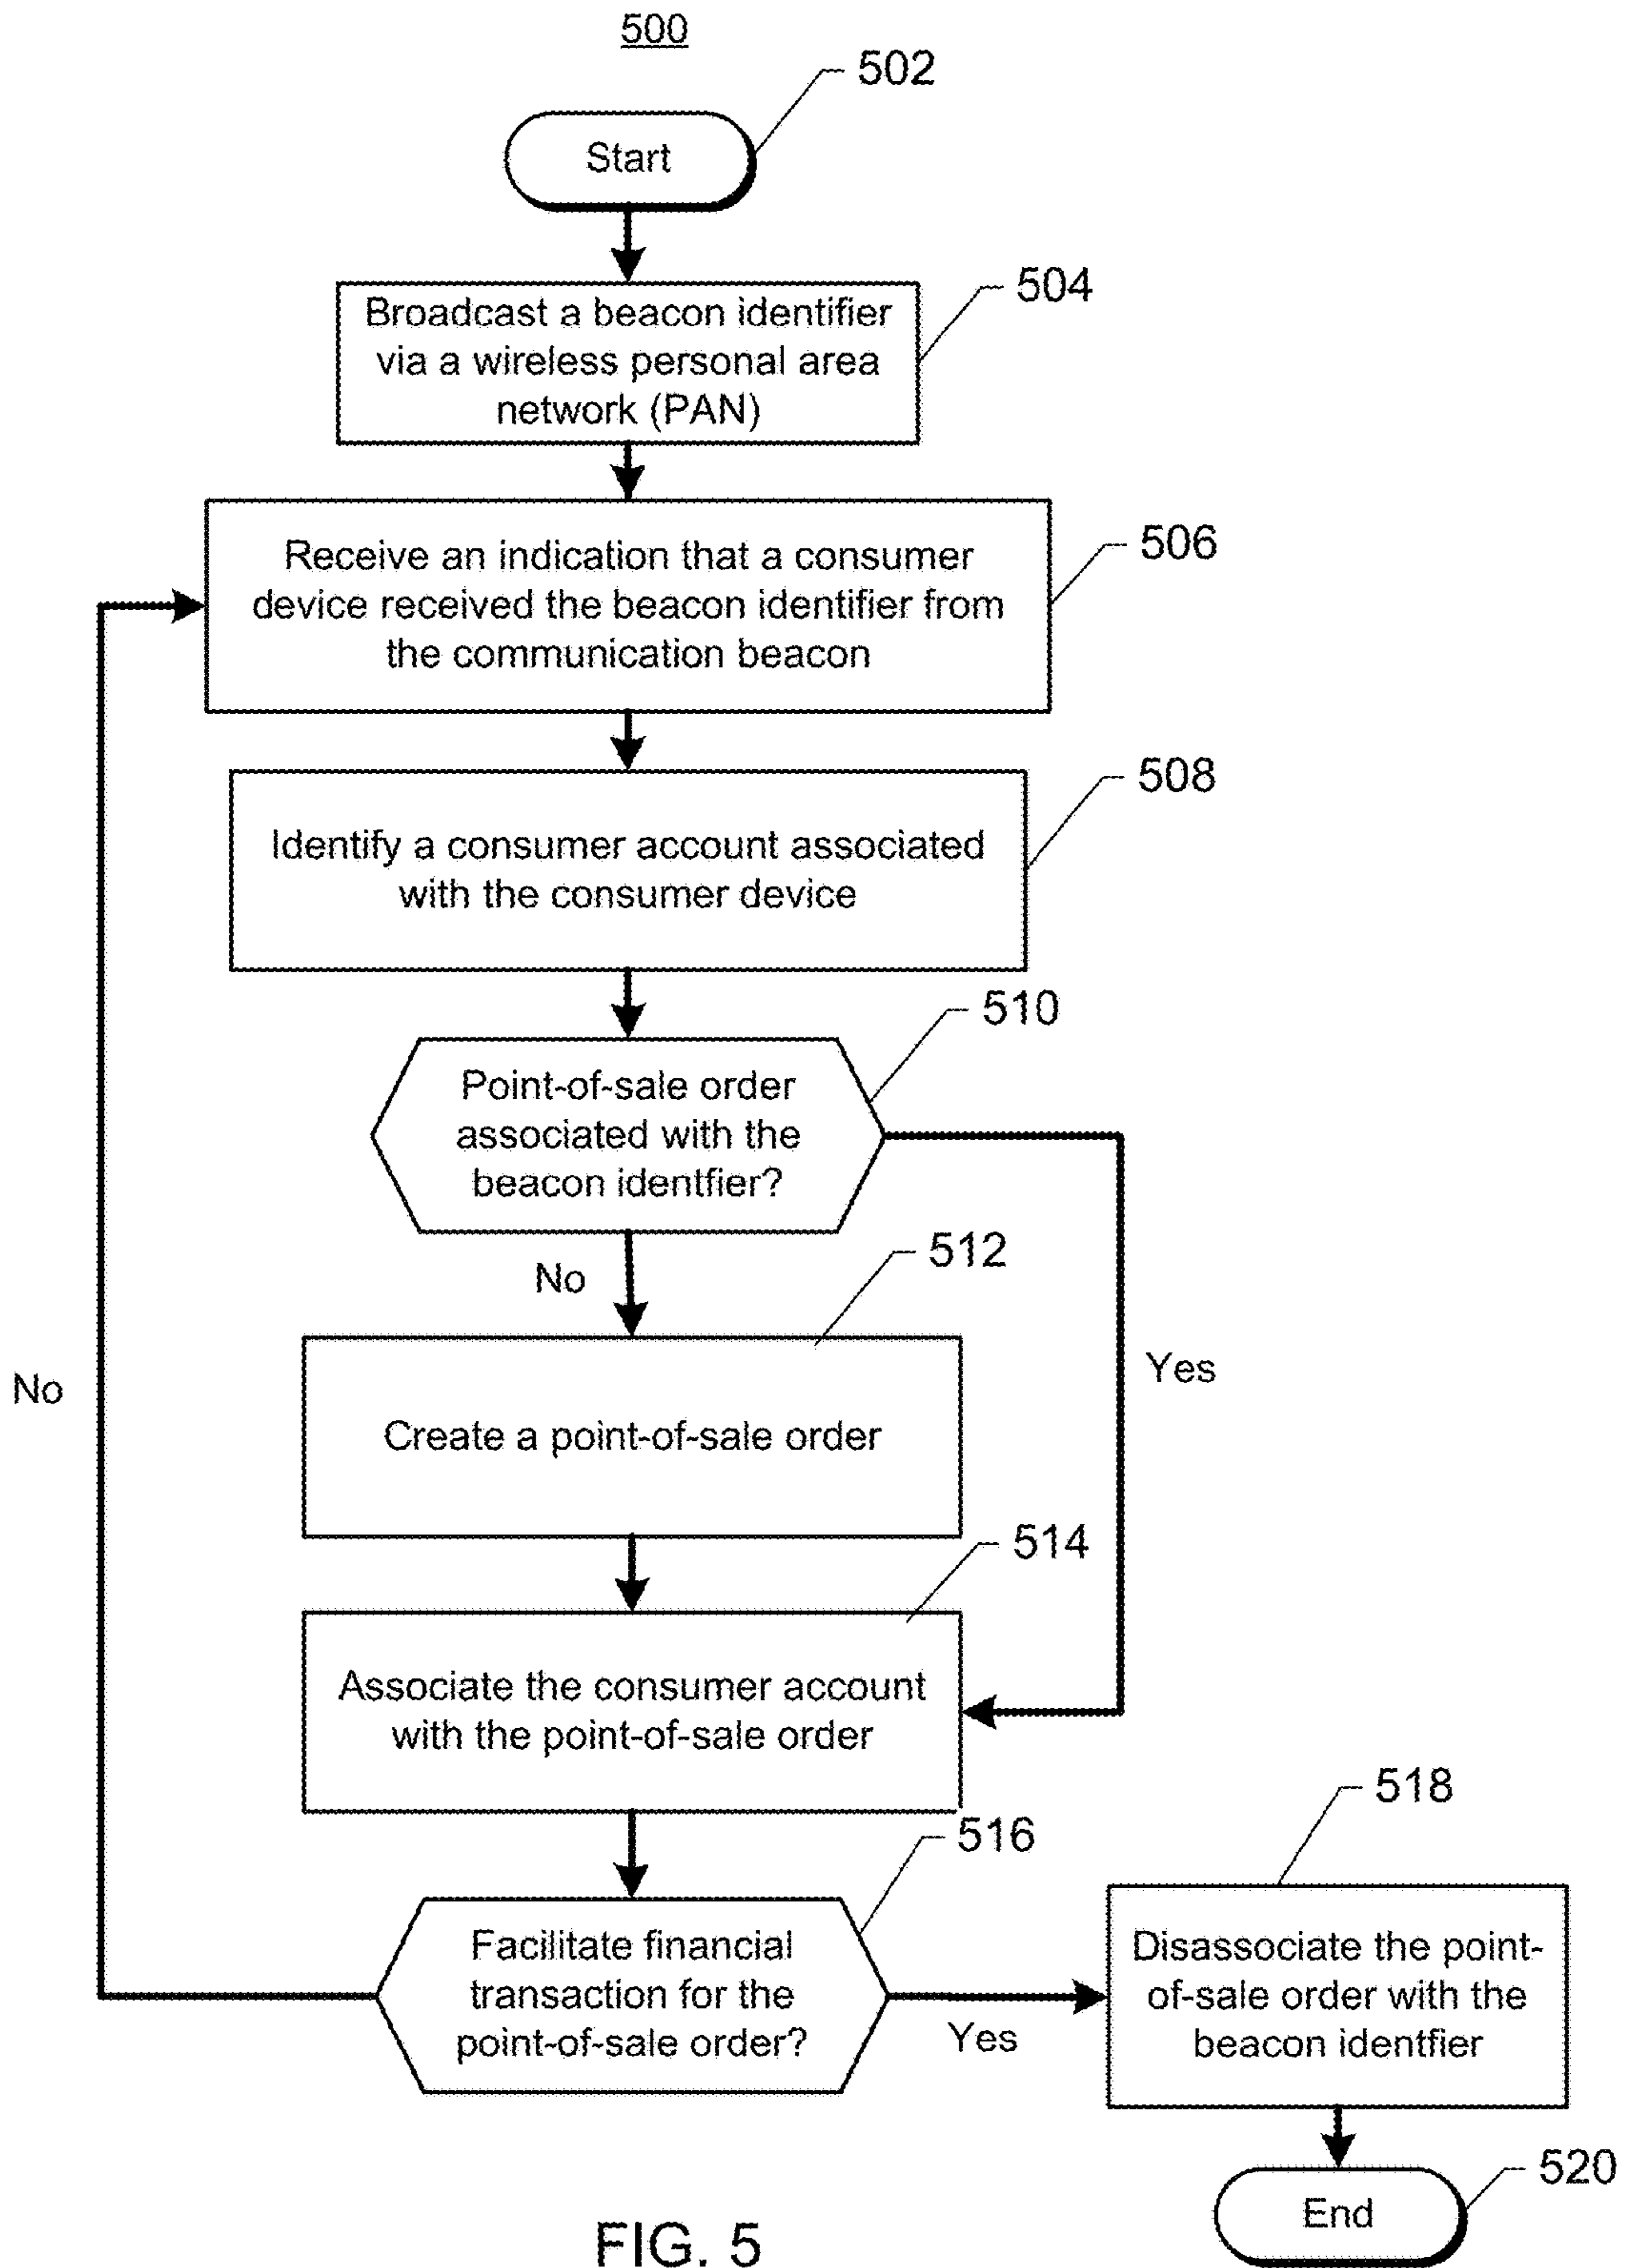 500
502
Start
504
Broadcast a beacon identifier
via a wireless personal area
network (PAN)
506
Receive an indication that a consumer
device received the beacon identifier from
the communication beacon
508
Identify a consumer account associated
with the consumer device
510
Point-of-sale order
associated with the
beacon identfier?
No
512
Yes
No
Create a point-of-sale order
514
Associate the consumer account
with the point-of-sale order
516
518
Facilitate financial
transaction for the
point-of-sale order?
Yes
Disassociate the point-
of-sale order with the
beacon identfier
520
End
FIG. 5